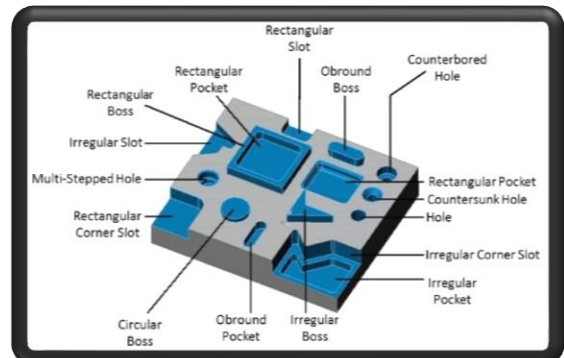 Rectangular
Slot
Rectangular
Pocket
Obround
Boss
Counterbored
Hole
Rectangular
Boss
Irregular Slot
Multi-Stepped Hole
Rectangular
Corner Slot
Rectangular Pocket
Countersunk Hole
Hole
Irregular Corner Slot
Irregular
Pocket
Circular
Boss
Obround
Pocket
Irregular
Boss